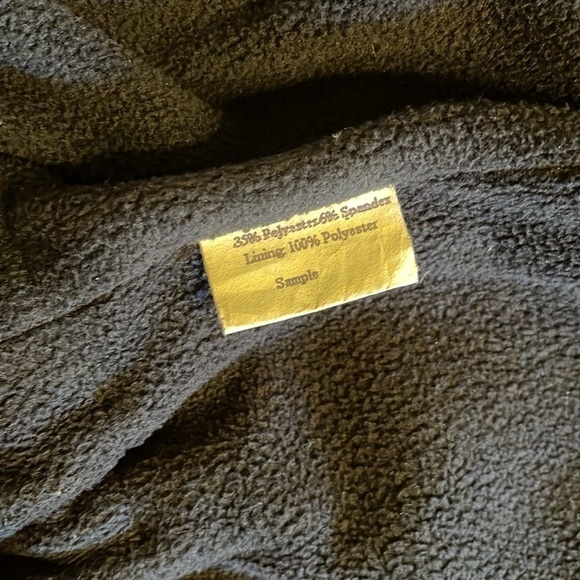 35% Polyester 6% Spandex
Lining: 100% Polyester
Sample